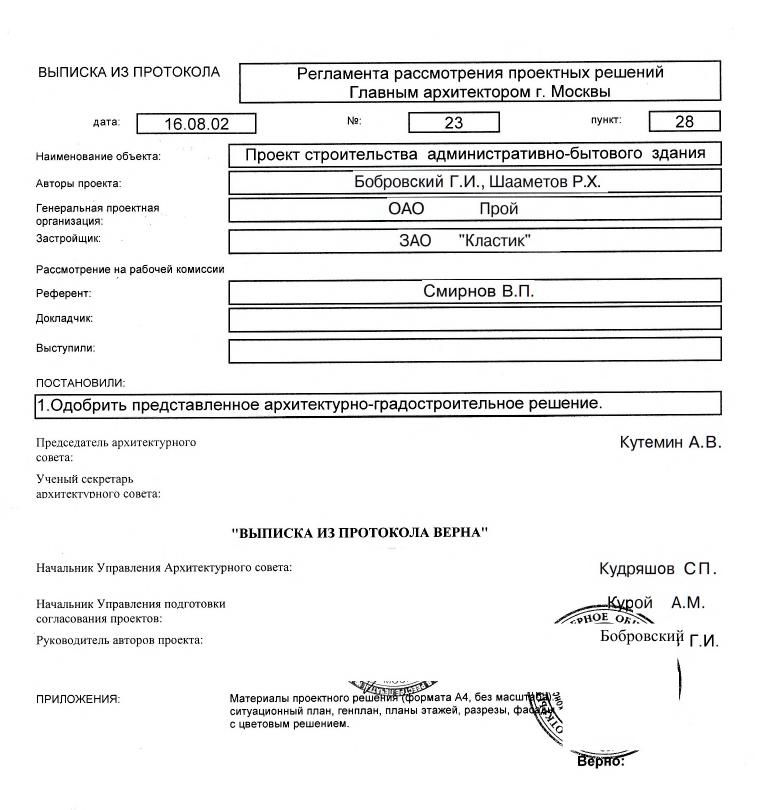 ВЫПИСКА ИЗ ПРОТОКОЛА
Регламента рассмотрения проектных решений
Главным архитектором г. Москвы
дата: 16.08.02 №: 23 пункт: 28
Наименование объекта: Проект строительства административно-бытового здания
Авторы проекта: Бобровский Г.И., Шааметов Р.Х.
Генеральная проектная
организация:
ОАО Прой
Застройщик: ЗАО "Кластик"
Рассмотрение на рабочей комиссии
Референт: Смирнов В.П.
Докладчик:
Выступили:
ПОСТАНОВИЛИ:
1.Одобрить представленное архитектурно-градостроительное решение.
Председатель архитектурного
совета:
Кутемин А.В.
Ученый секретарь
архитектурного совета:
"ВЫПИСКА ИЗ ПРОТОКОЛА ВЕРНА"
Начальник Управления Архитектурного совета: Кудряшов СП.
Начальник Управления подготовки
согласования проектов:
Курой А.М.
Руководитель авторов проекта: Бобровский Г.И.
ПРИЛОЖЕНИЯ:
Материалы проектного решения (формата А4, без масштаба)
ситуационный план, генплан, планы этажей, разрезы, фасады
с цветовым решением.
Верно: